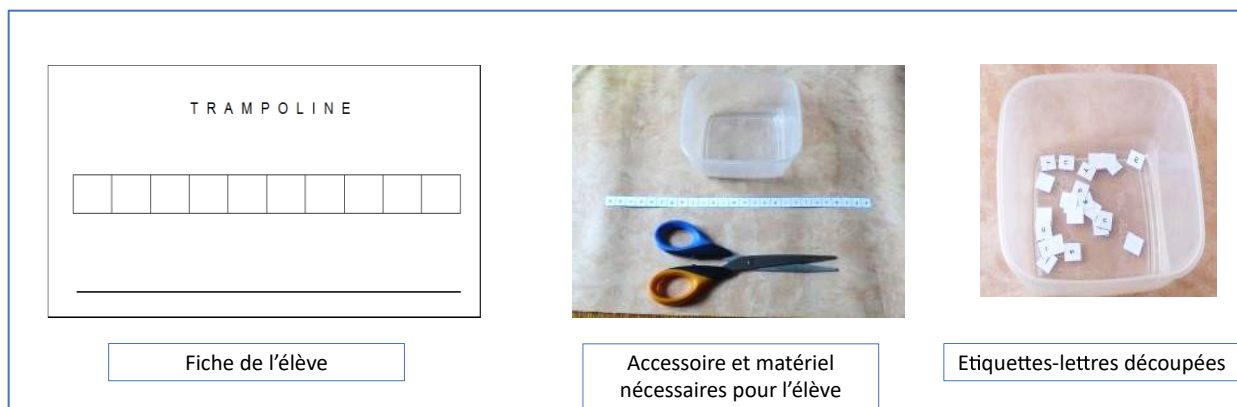 T R A M P O L I N E
Fiche de l'élève
Accessoire et matériel
nécessaires pour l'élève
Etiquettes-lettres découpées